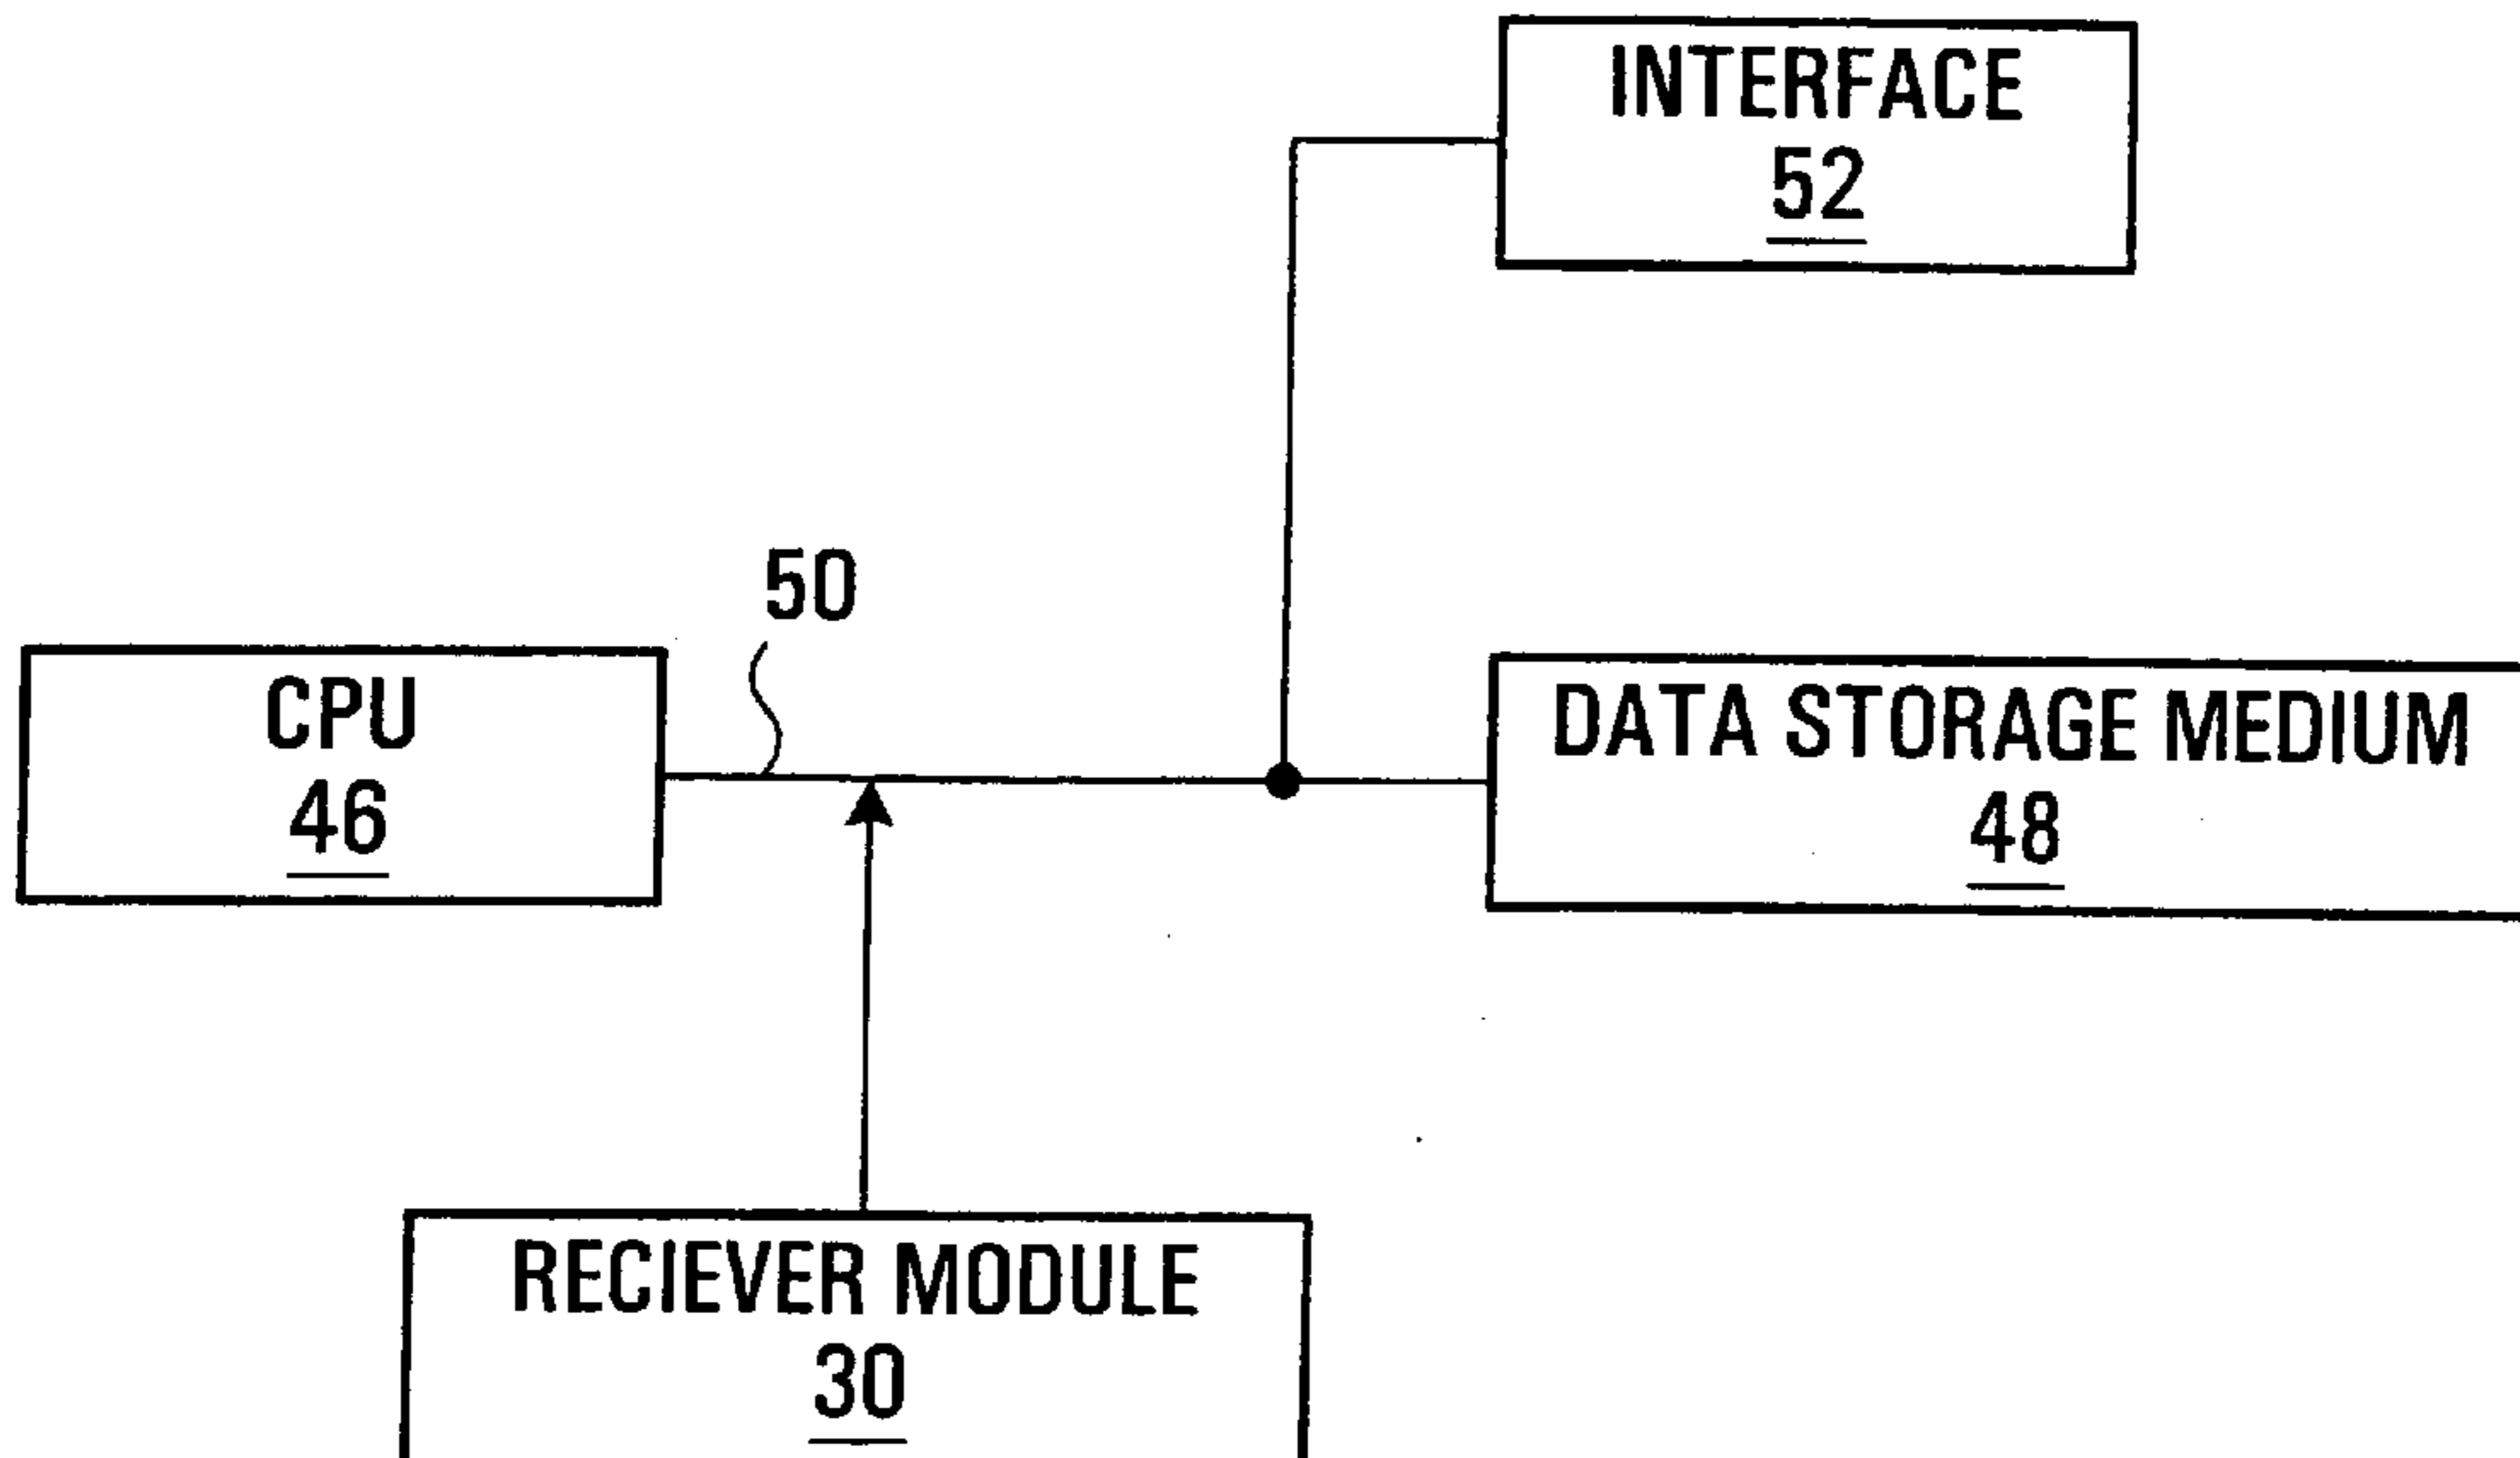 INTERFACE
52
50
CPU
46
DATA STORAGE MEDIUM
48
RECIEVER MODULE
30